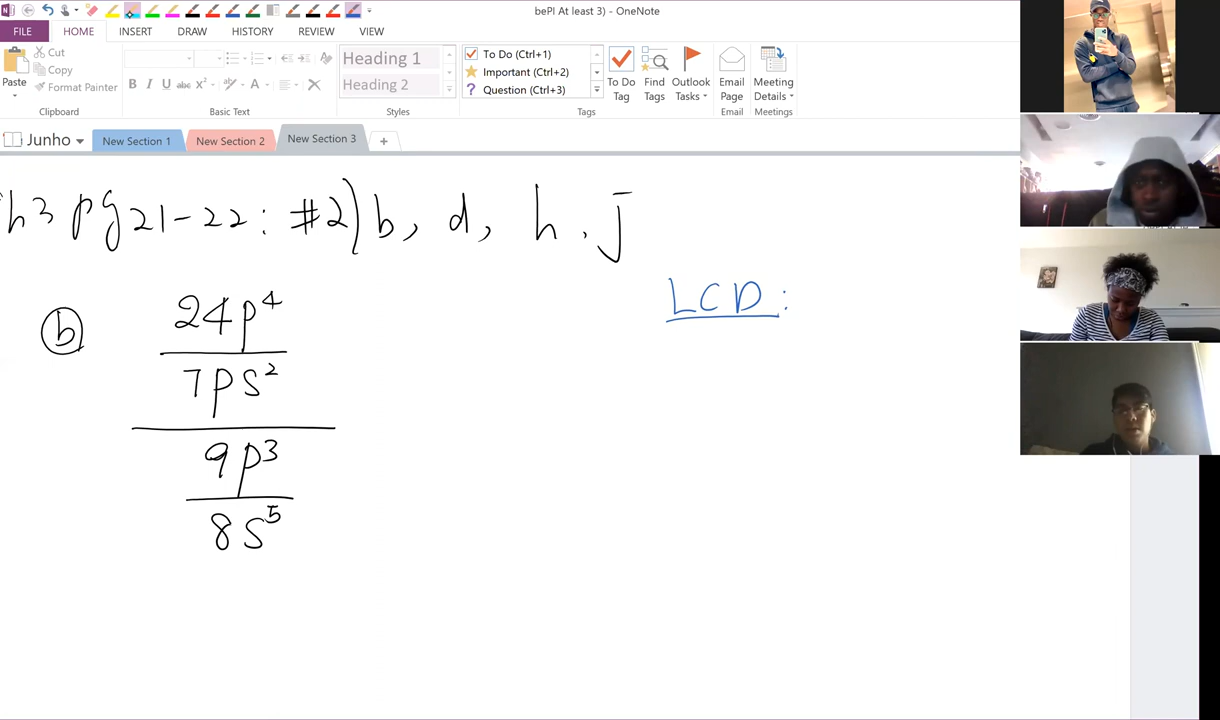 bePl At least 3) - OneNote
FILE HOME INSERT DRAW HISTORY REVIEW VIEW
Paste
Cut
Copy
Format Painter
Clipboard
B I U abc x²
Basic Text
Heading 1
Heading 2
Styles
To Do (Ctrl+1)
Important (Ctrl+2)
Question (Ctrl+3)
Tags
To Do Tag
Find Tags
Outlook Tasks
Email Page
Email
Meeting Details
Meetings
Junho New Section 1 New Section 2 New Section 3 +
h3 pg 21-22: #2) b, d, h, j
LCD:
b
24p⁴
7ps²
9p³
8s⁵